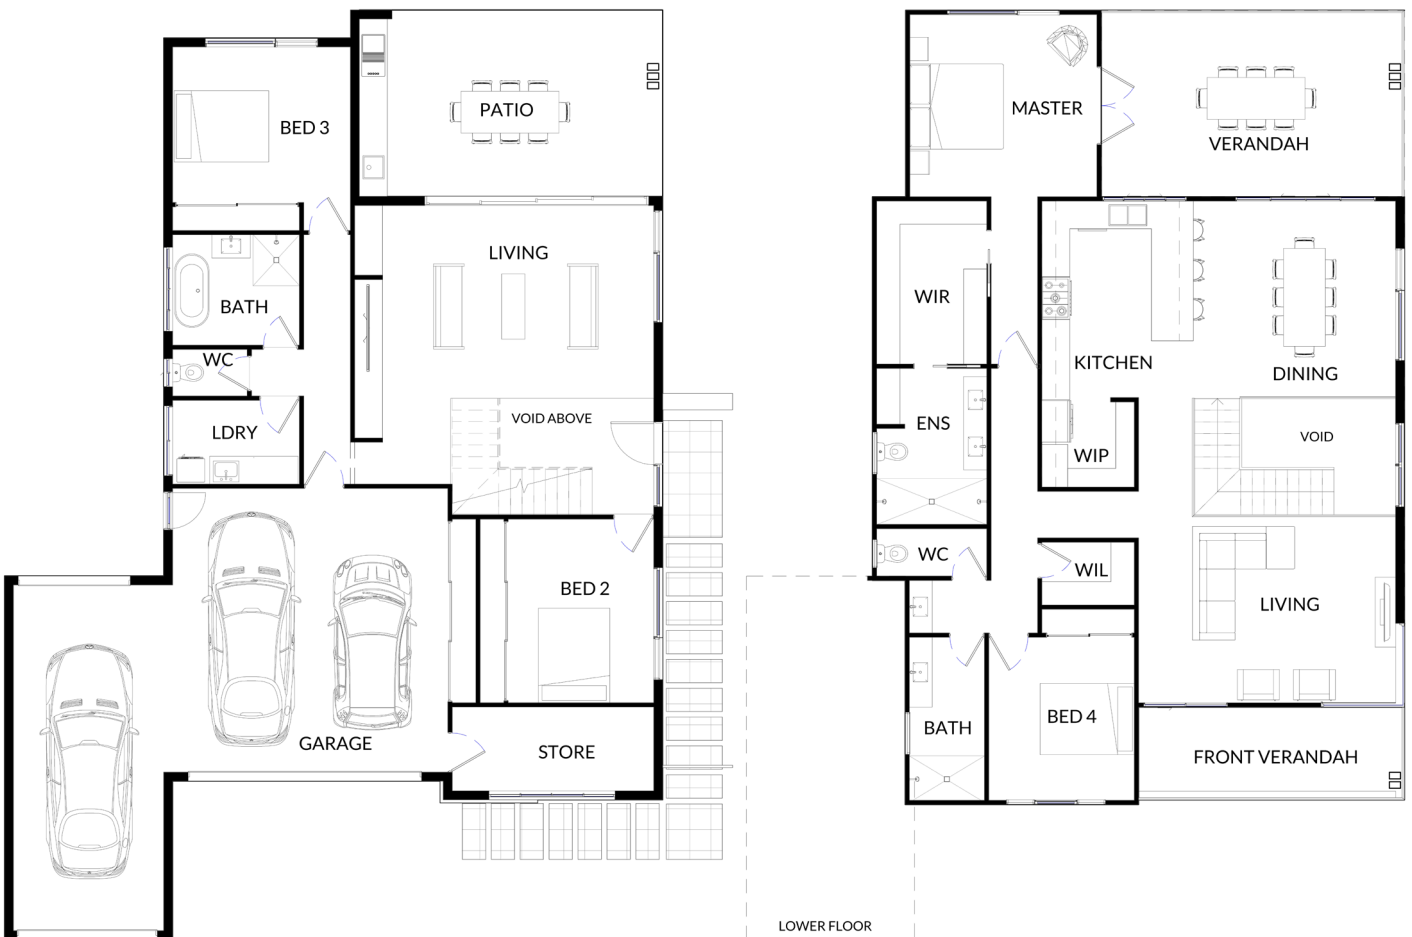 BED 3
PATIO
LIVING
BATH
WC
LDRY
VOID ABOVE
BED 2
GARAGE
STORE
MASTER
VERANDAH
WIR
KITCHEN
DINING
ENS
WIP
VOID
WC
WIL
LIVING
BED 4
BATH
FRONT VERANDAH
LOWER FLOOR